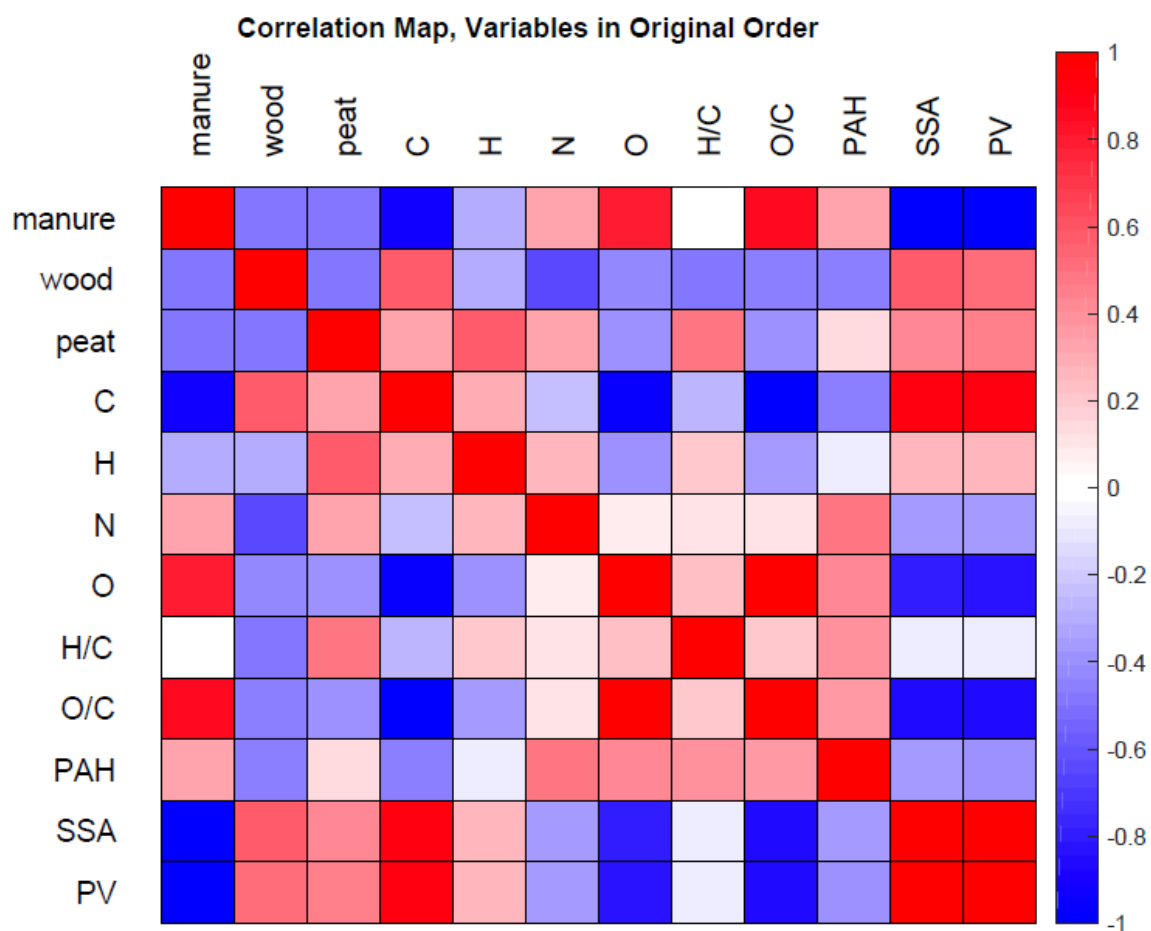 Correlation Map, Variables in Original Order
manure wood peat C H N O H/C O/C PAH SSA PV
manure
wood
peat
C
H
N
O
H/C
O/C
PAH
SSA
PV
1
0.8
0.6
0.4
0.2
0
-0.2
-0.4
-0.6
-0.8
-1